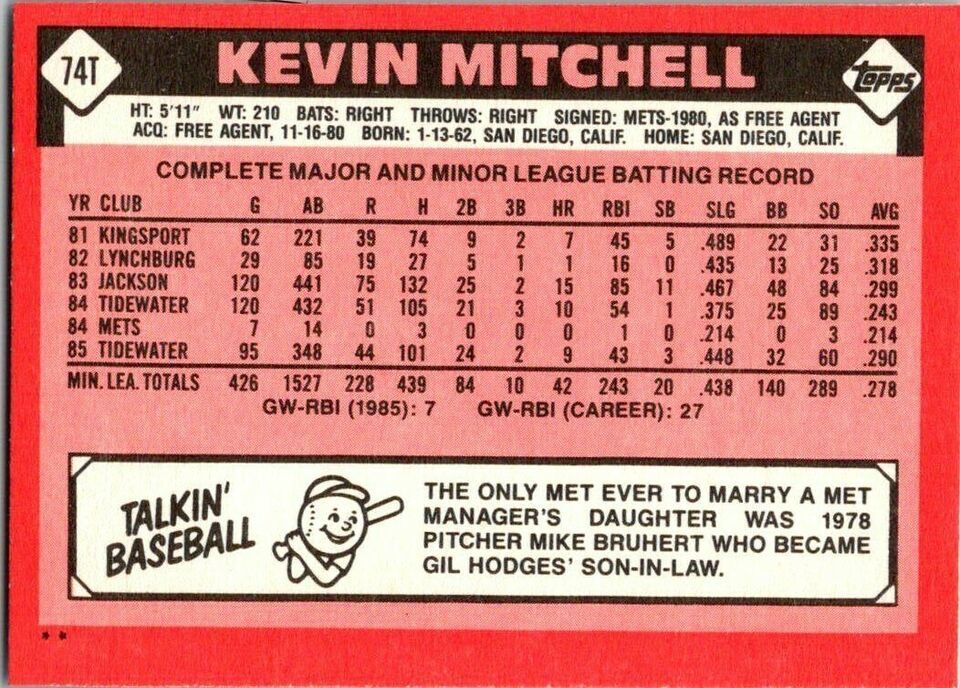 74T
KEVIN MITCHELL
TOPPS
HT: 5'11" WT: 210 BATS: RIGHT THROWS: RIGHT SIGNED: METS-1980, AS FREE AGENT
ACQ: FREE AGENT, 11-16-80 BORN: 1-13-62, SAN DIEGO, CALIF. HOME: SAN DIEGO, CALIF.
COMPLETE MAJOR AND MINOR LEAGUE BATTING RECORD
YR CLUB G AB R H 2B 3B HR RBI SB SLG BB SO AVG
81 KINGSPORT 62 221 39 74 9 2 7 45 5 .489 22 31 .335
82 LYNCHBURG 29 85 19 27 5 1 1 16 0 .435 13 25 .318
83 JACKSON 120 441 75 132 25 2 15 85 11 .467 48 84 .299
84 TIDEWATER 120 432 51 105 21 3 10 54 1 .375 25 89 .243
84 METS 7 14 0 3 0 0 0 1 0 .214 0 3 .214
85 TIDEWATER 95 348 44 101 24 2 9 43 3 .448 32 60 .290
MIN. LEA. TOTALS 426 1527 228 439 84 10 42 243 20 .438 140 289 .278
GW-RBI (1985): 7 GW-RBI (CAREER): 27
TALKIN'
BASEBALL
THE ONLY MET EVER TO MARRY A MET
MANAGER'S DAUGHTER WAS 1978
PITCHER MIKE BRUHERT WHO BECAME
GIL HODGES' SON-IN-LAW.
* *